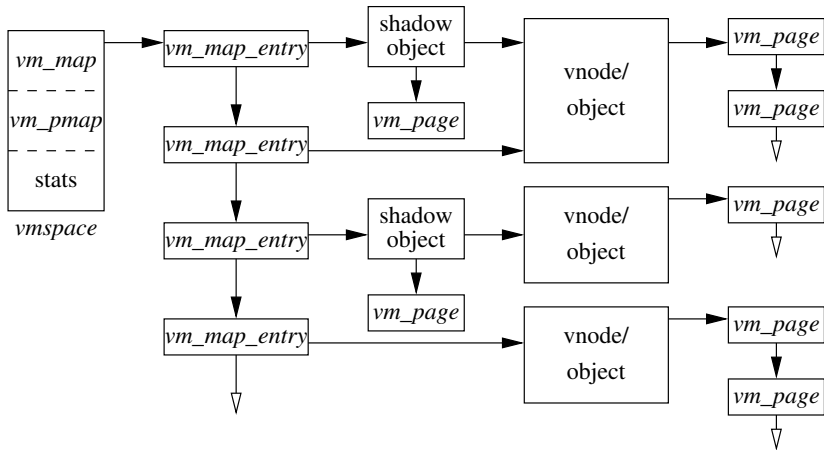 vm_map
vm_pmap
stats
vmspace
vm_map_entry
vm_map_entry
vm_map_entry
vm_map_entry
shadow
object
vm_page
shadow
object
vm_page
vnode/
object
vnode/
object
vnode/
object
vm_page
vm_page
vm_page
vm_page
vm_page